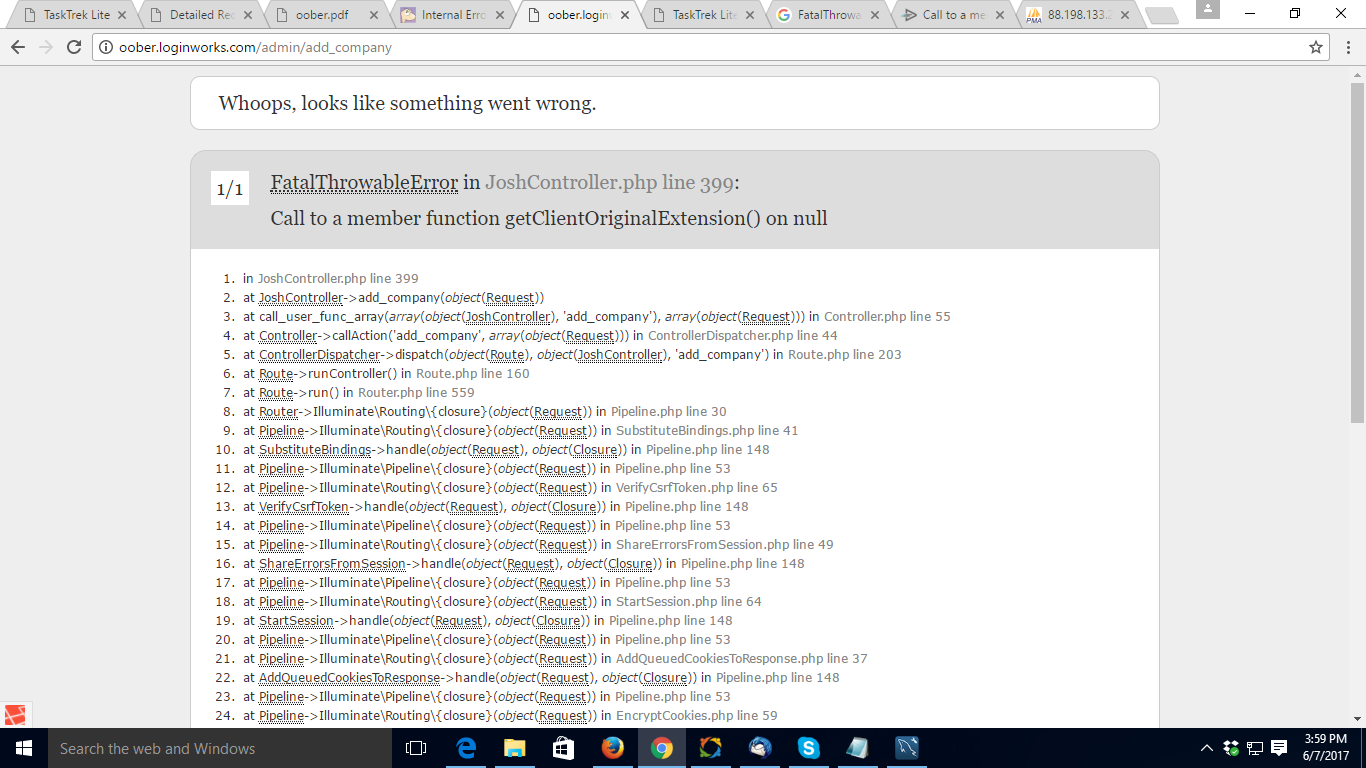 TaskTrek Lite
Detailed Re
oober.pdf
Internal Erro
oober.login
TaskTrek Lite
FatalThrowa
Call to a me
88.198.133.2
oober.loginworks.com/admin/add_company
Whoops, looks like something went wrong.
1/1
FatalThrowableError in JoshController.php line 399:
Call to a member function getClientOriginalExtension() on null
1. in JoshController.php line 399
2. at JoshController->add_company(object(Request))
3. at call_user_func_array(array(object(JoshController), 'add_company'), array(object(Request))) in Controller.php line 55
4. at Controller->callAction('add_company', array(object(Request))) in ControllerDispatcher.php line 44
5. at ControllerDispatcher->dispatch(object(Route), object(JoshController), 'add_company') in Route.php line 203
6. at Route->runController() in Route.php line 160
7. at Route->run() in Router.php line 559
8. at Router->Illuminate\Routing\{closure}(object(Request)) in Pipeline.php line 30
9. at Pipeline->Illuminate\Routing\{closure}(object(Request)) in SubstituteBindings.php line 41
10. at SubstituteBindings->handle(object(Request), object(Closure)) in Pipeline.php line 148
11. at Pipeline->Illuminate\Pipeline\{closure}(object(Request)) in Pipeline.php line 53
12. at Pipeline->Illuminate\Routing\{closure}(object(Request)) in VerifyCsrfToken.php line 65
13. at VerifyCsrfToken->handle(object(Request), object(Closure)) in Pipeline.php line 148
14. at Pipeline->Illuminate\Pipeline\{closure}(object(Request)) in Pipeline.php line 53
15. at Pipeline->Illuminate\Routing\{closure}(object(Request)) in ShareErrorsFromSession.php line 49
16. at ShareErrorsFromSession->handle(object(Request), object(Closure)) in Pipeline.php line 148
17. at Pipeline->Illuminate\Pipeline\{closure}(object(Request)) in Pipeline.php line 53
18. at Pipeline->Illuminate\Routing\{closure}(object(Request)) in StartSession.php line 64
19. at StartSession->handle(object(Request), object(Closure)) in Pipeline.php line 148
20. at Pipeline->Illuminate\Pipeline\{closure}(object(Request)) in Pipeline.php line 53
21. at Pipeline->Illuminate\Routing\{closure}(object(Request)) in AddQueuedCookiesToResponse.php line 37
22. at AddQueuedCookiesToResponse->handle(object(Request), object(Closure)) in Pipeline.php line 148
23. at Pipeline->Illuminate\Pipeline\{closure}(object(Request)) in Pipeline.php line 53
24. at Pipeline->Illuminate\Routing\{closure}(object(Request)) in EncryptCookies.php line 59
Search the web and Windows
3:59 PM
6/7/2017